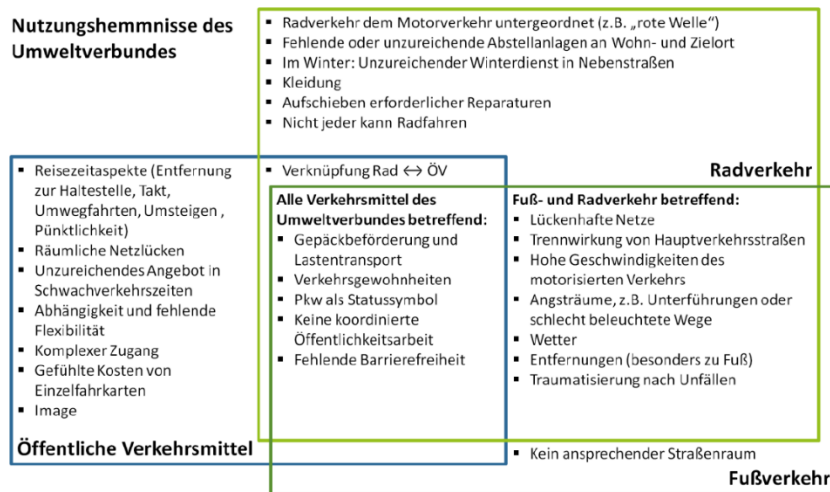 Nutzungshemmnisse des
Umweltverbundes
▪ Radverkehr dem Motorverkehr untergeordnet (z.B. „rote Welle“)
▪ Fehlende oder unzureichende Abstellanlagen an Wohn- und Zielort
▪ Im Winter: Unzureichender Winterdienst in Nebenstraßen
▪ Kleidung
▪ Aufschieben erforderlicher Reparaturen
▪ Nicht jeder kann Radfahren
Radverkehr
▪ Verknüpfung Rad ↔ ÖV
▪ Reisezeitaspekte (Entfernung
zur Haltestelle, Takt,
Umwegfahrten, Umsteigen ,
Pünktlichkeit)
▪ Räumliche Netzlücken
▪ Unzureichendes Angebot in
Schwachverkehrszeiten
▪ Abhängigkeit und fehlende
Flexibilität
▪ Komplexer Zugang
▪ Gefühlte Kosten von
Einzelfahrkarten
▪ Image
Öffentliche Verkehrsmittel
Alle Verkehrsmittel des
Umweltverbundes betreffend:
▪ Gepäckbeförderung und
Lastentransport
▪ Verkehrsgewohnheiten
▪ Pkw als Statussymbol
▪ Keine koordinierte
Öffentlichkeitsarbeit
▪ Fehlende Barrierefreiheit
Fuß- und Radverkehr betreffend:
▪ Lückenhafte Netze
▪ Trennwirkung von Hauptverkehrsstraßen
▪ Hohe Geschwindigkeiten des
motorisierten Verkehrs
▪ Angsträume, z.B. Unterführungen oder
schlecht beleuchtete Wege
▪ Wetter
▪ Entfernungen (besonders zu Fuß)
▪ Traumatisierung nach Unfällen
▪ Kein ansprechender Straßenraum
Fußverkehr